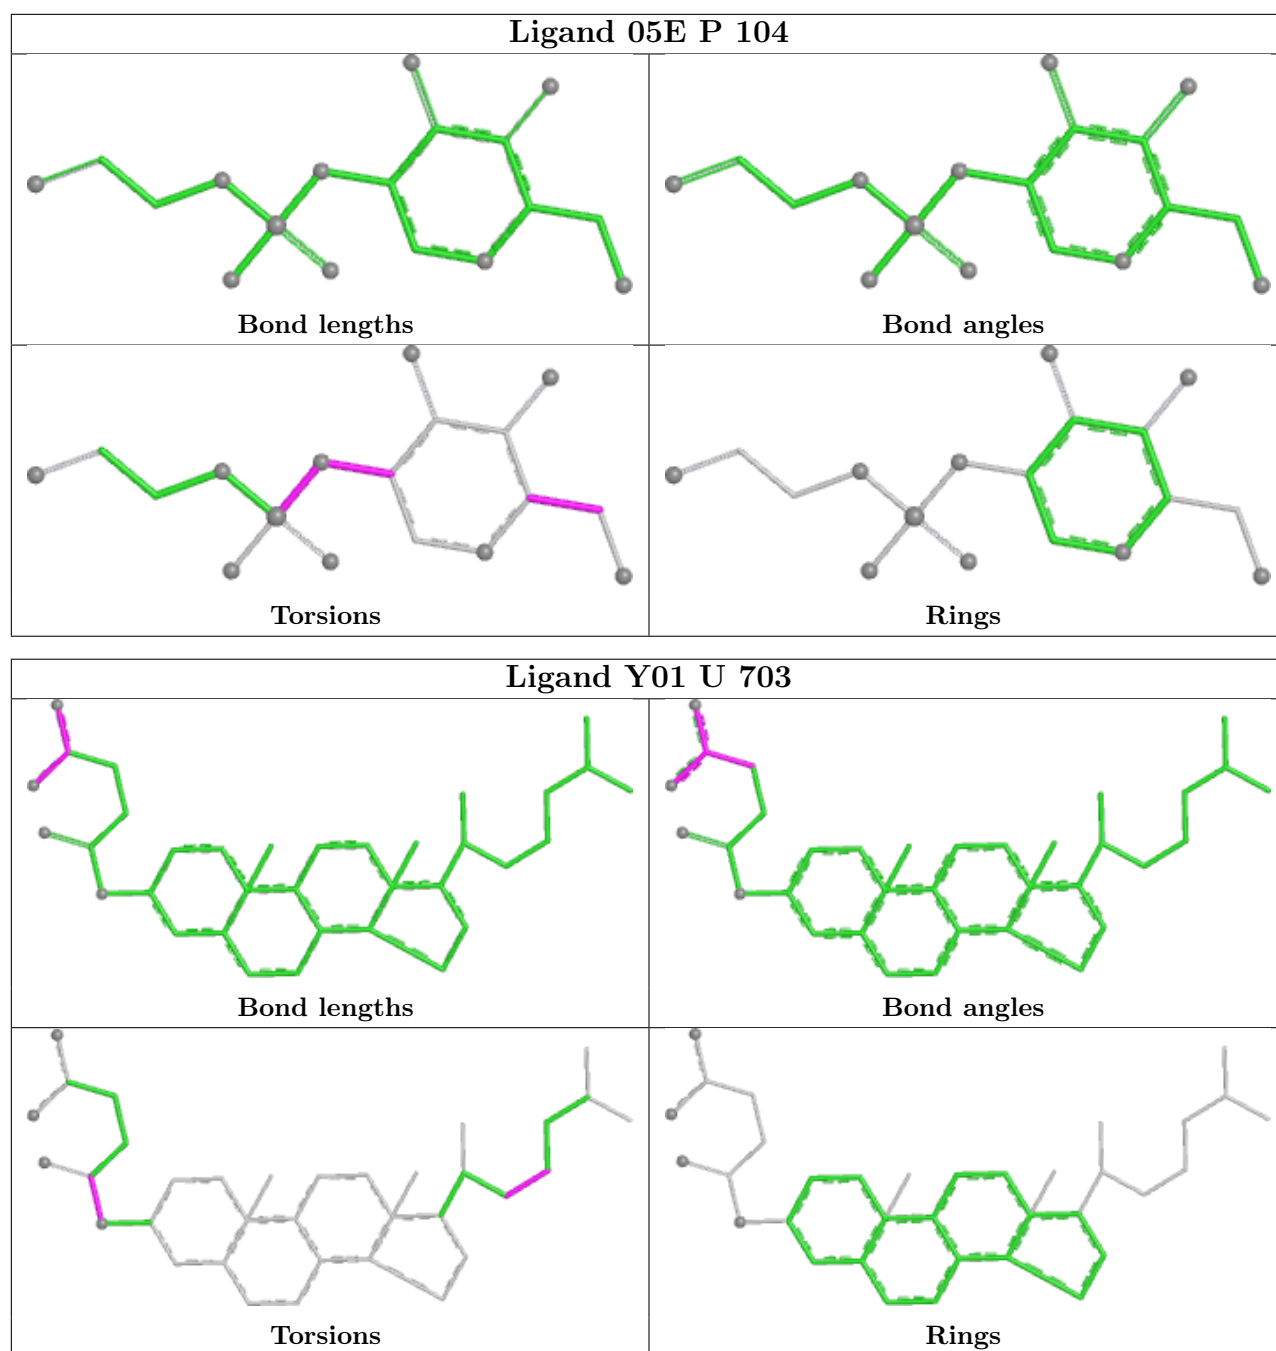 Ligand 05E P 104
Bond lengths
Bond angles
Torsions
Rings
Ligand Y01 U 703
Bond lengths
Bond angles
Torsions
Rings